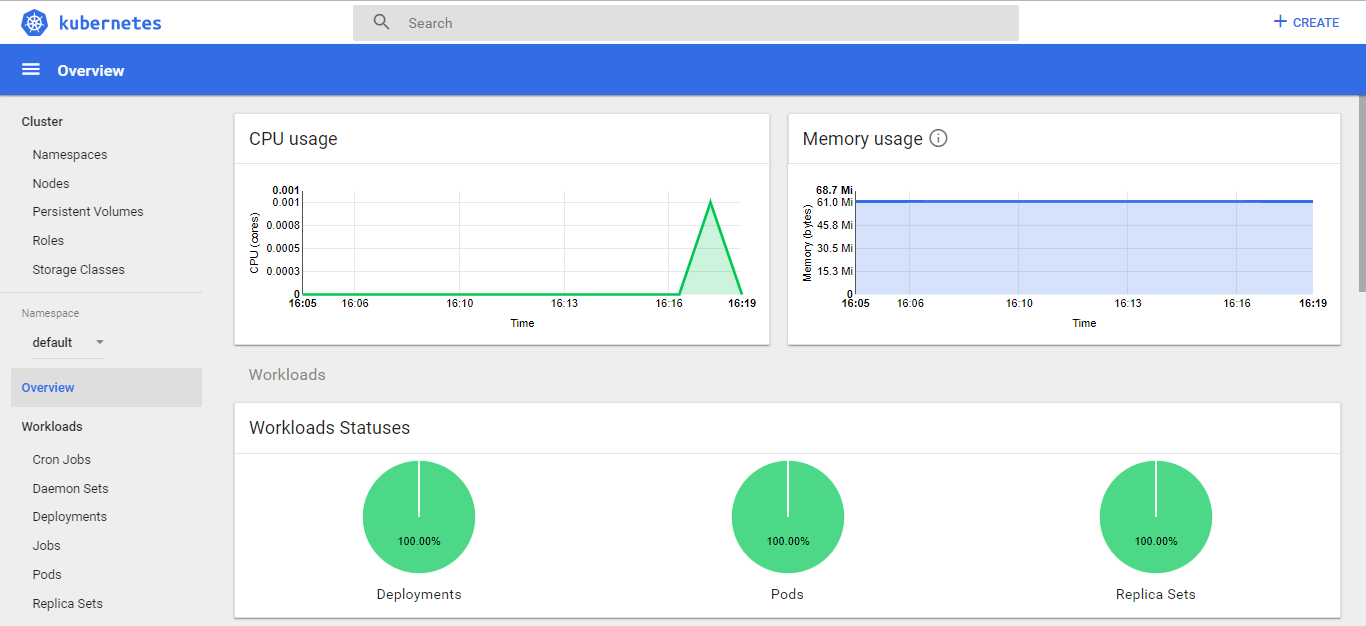 kubernetes
Search
CREATE
Overview
Cluster
Namespaces
Nodes
Persistent Volumes
Roles
Storage Classes
Namespace
default
Overview
Workloads
Cron Jobs
Daemon Sets
Deployments
Jobs
Pods
Replica Sets
CPU usage
CPU (cores)
0.001
0.001
0.0008
0.0005
0.0003
0
16:05 16:06 16:10 16:13 16:16 16:19
Time
Memory usage
Memory (bytes)
68.7 Mi
61.0 Mi
45.8 Mi
30.5 Mi
15.3 Mi
0
16:05 16:06 16:10 16:13 16:16 16:19
Time
Workloads
Workloads Statuses
100.00% 100.00% 100.00%
Deployments Pods Replica Sets